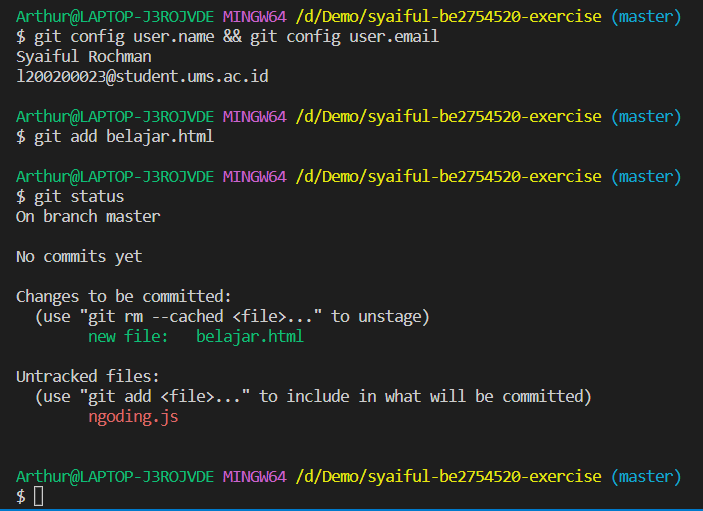 Arthur@LAPTOP-J3ROJVDE MINGW64 /d/Demo/syaiful-be2754520-exercise (master)
$ git config user.name && git config user.email
Syaiful Rochman
l200200023@student.ums.ac.id
Arthur@LAPTOP-J3ROJVDE MINGW64 /d/Demo/syaiful-be2754520-exercise (master)
$ git add belajar.html
Arthur@LAPTOP-J3ROJVDE MINGW64 /d/Demo/syaiful-be2754520-exercise (master)
$ git status
On branch master
No commits yet
Changes to be committed:
  (use "git rm --cached <file>..." to unstage)
        new file:   belajar.html
Untracked files:
  (use "git add <file>..." to include in what will be committed)
        ngoding.js
Arthur@LAPTOP-J3ROJVDE MINGW64 /d/Demo/syaiful-be2754520-exercise (master)
$